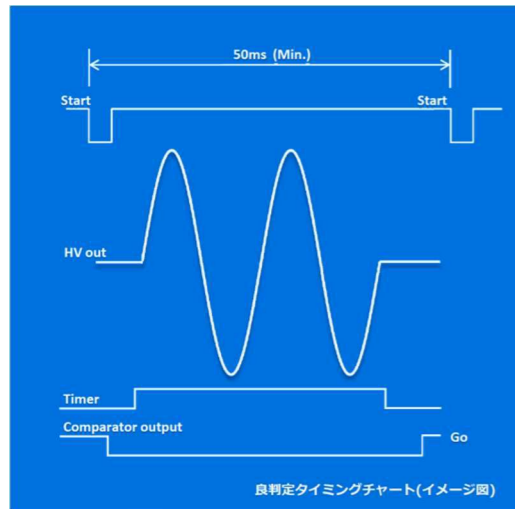 50ms (Min.)
Start
Start
HV out
Timer
Comparator output
Go
良判定タイミングチャート(イメージ図)